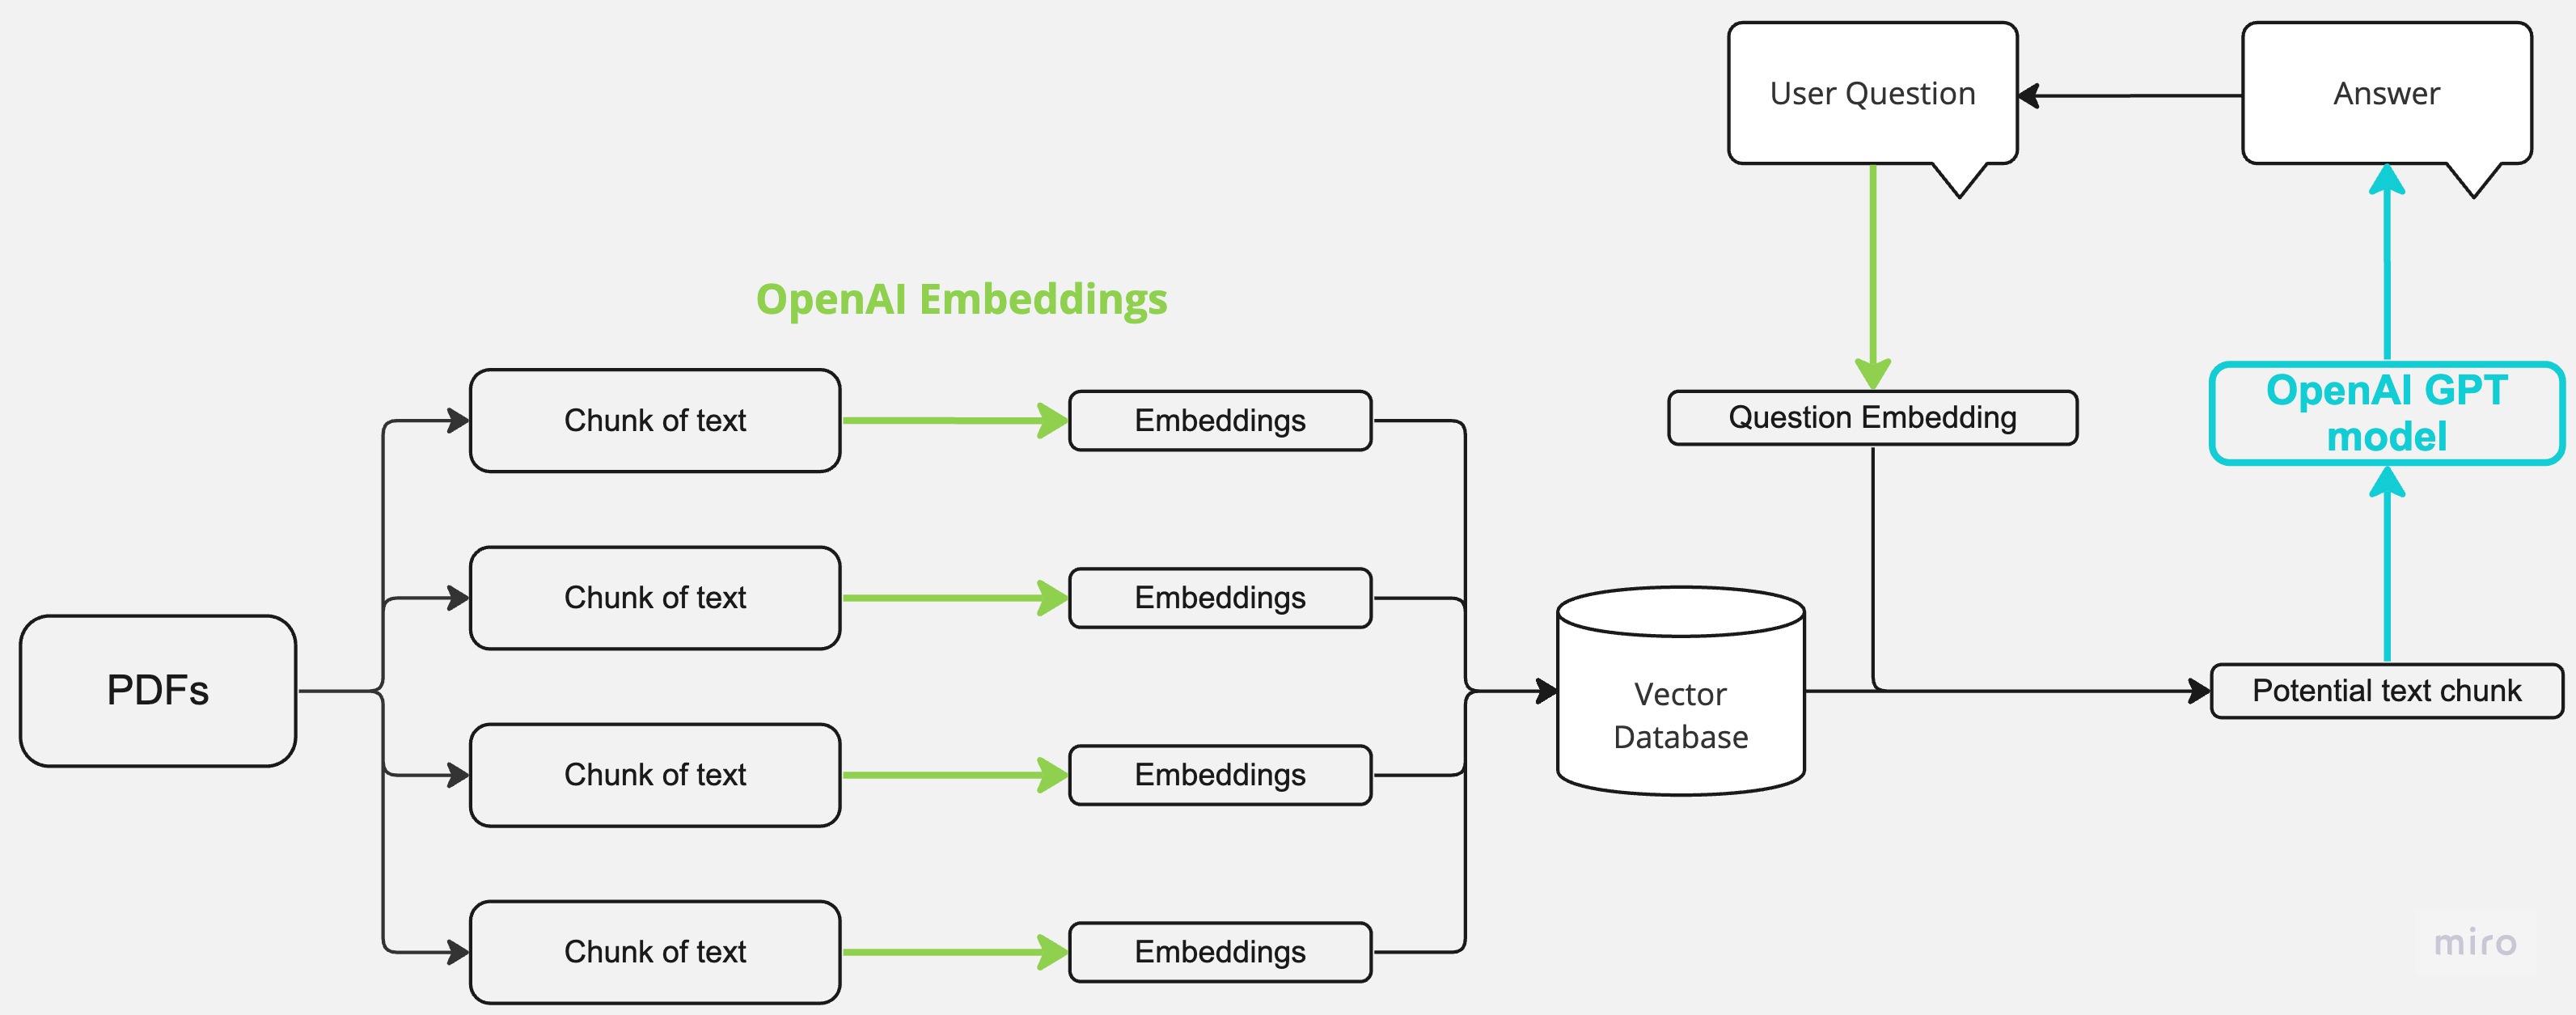 User Question
Answer
OpenAI Embeddings
OpenAI GPT
model
Chunk of text
Embeddings
Question Embedding
Chunk of text
Embeddings
PDFs
Vector
Database
Potential text chunk
Chunk of text
Embeddings
Chunk of text
Embeddings
miro